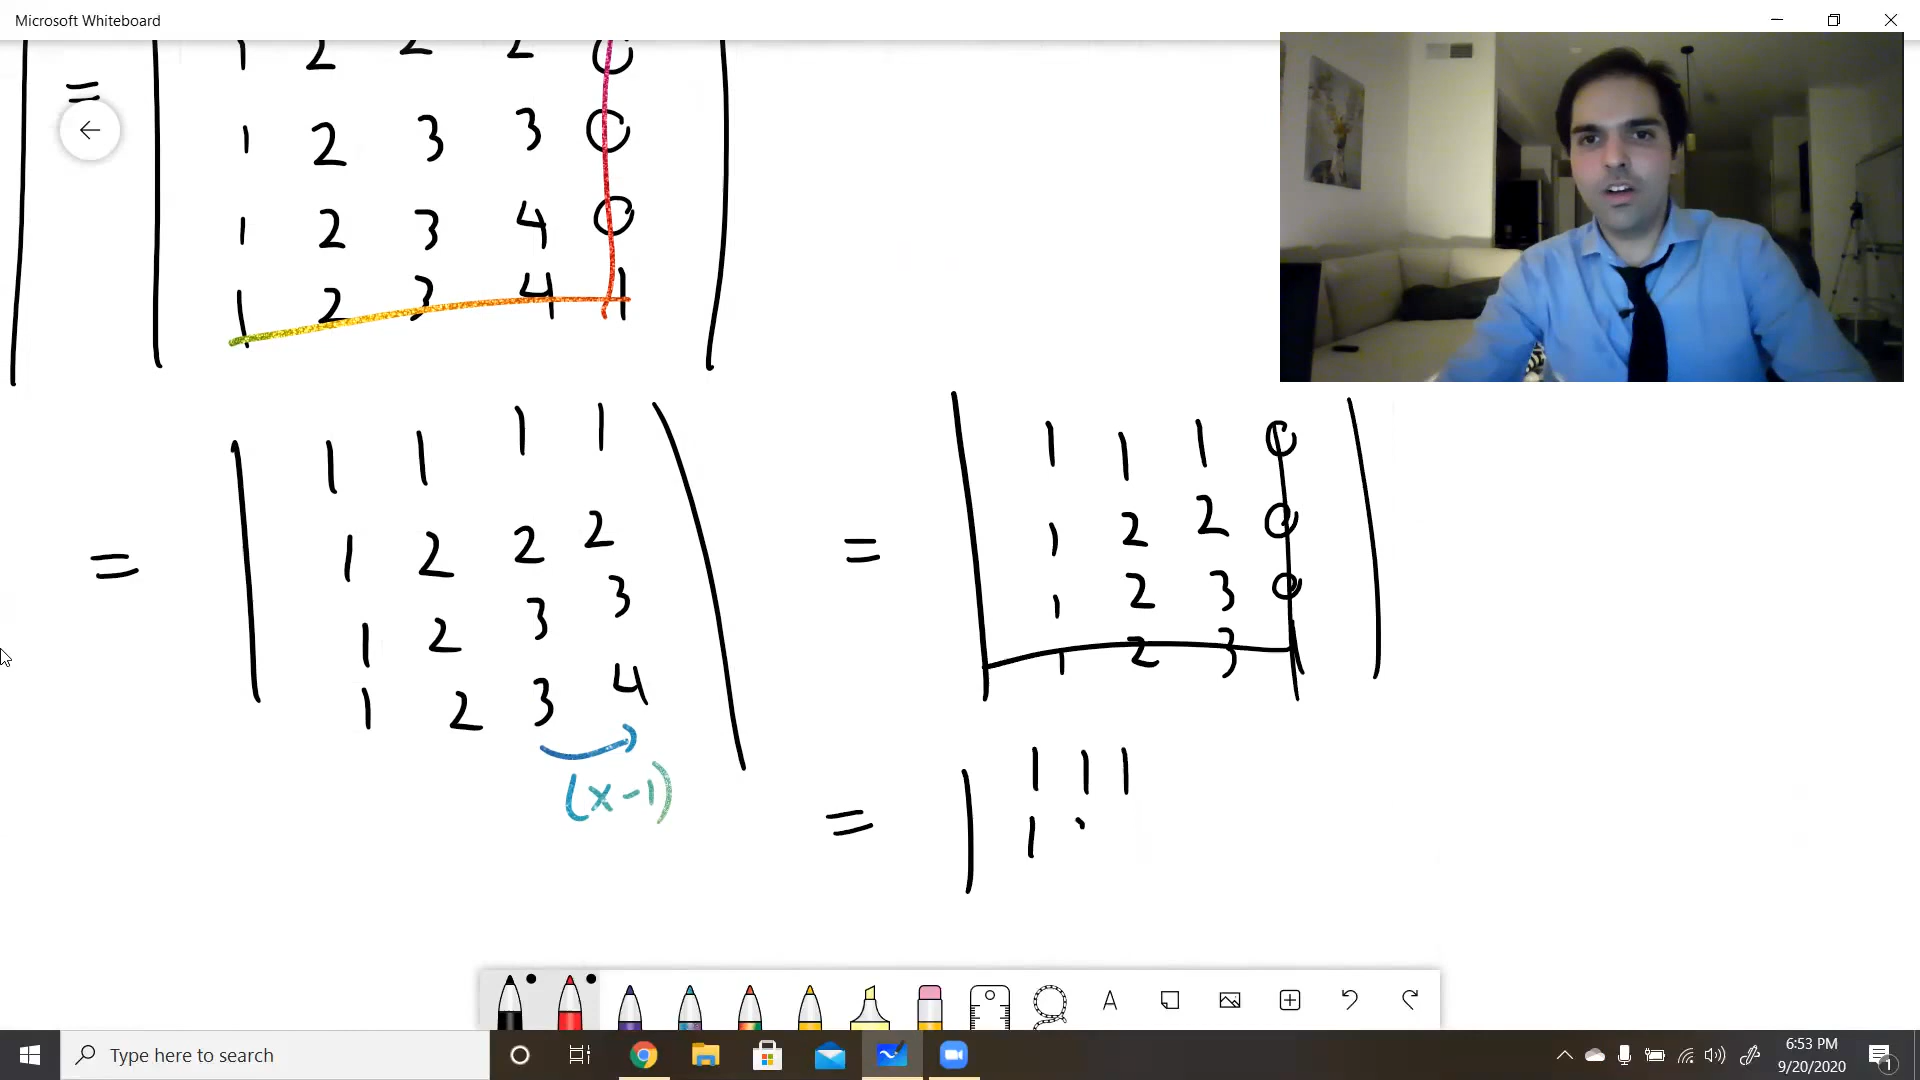 Microsoft Whiteboard
1 2 2 2 0
=
1 2 3 3 0
1 2 3 4 0
1 2 3 4 1
= | 1 1 1 1 | = | 1 1 1 0 |
1 2 2 2 1 2 2 0
1 2 3 3 1 2 3 0
1 2 3 4 1 2 3 1
(x-1)
= | 1 1 1
1
A
Type here to search
6:53 PM
9/20/2020
1